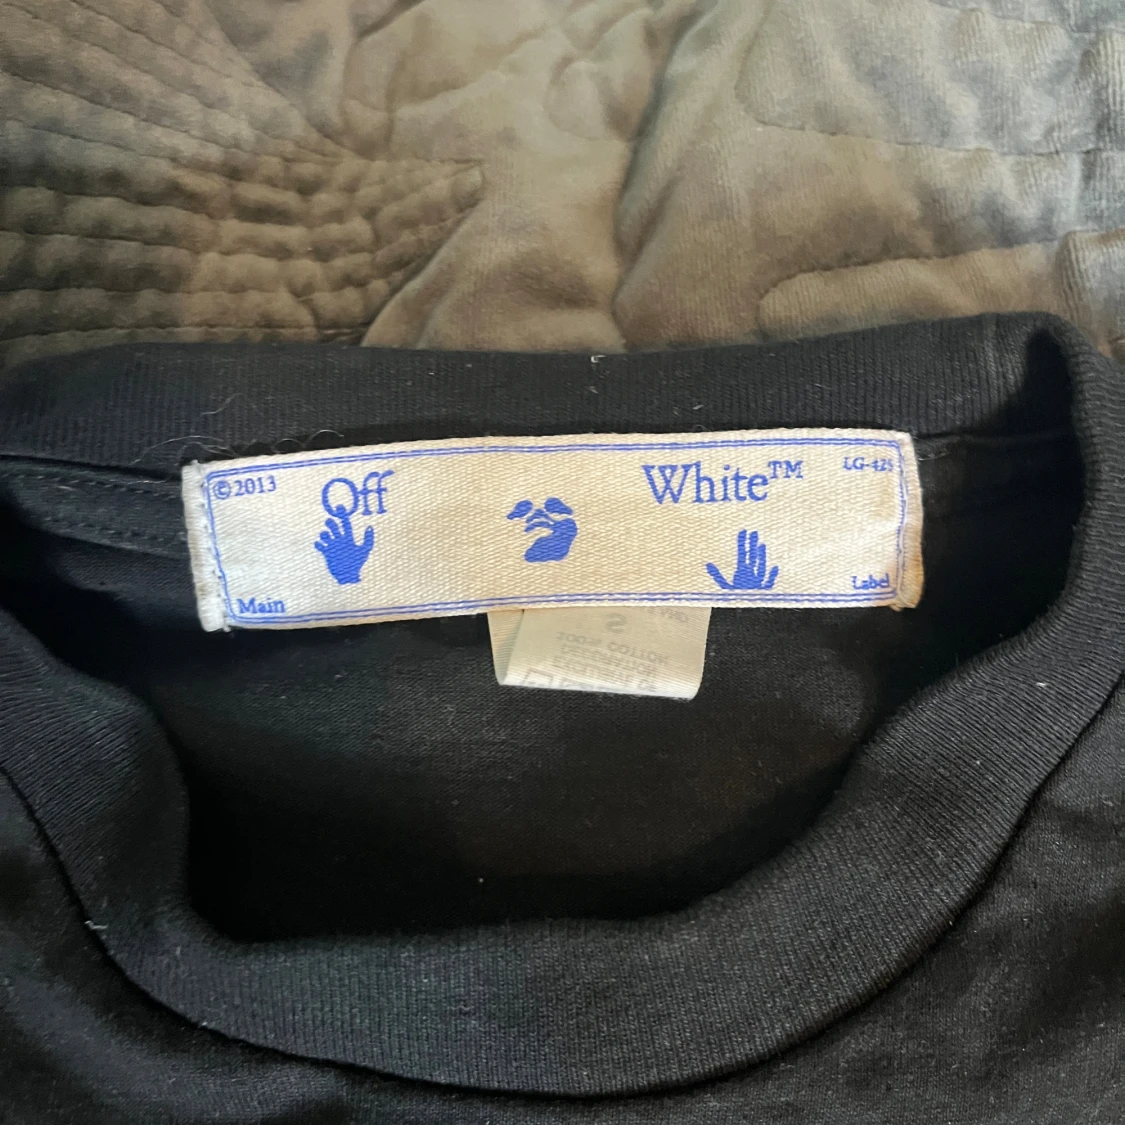 ©2013
Off
White™
LG-425
Main
Label
S
100% COTTON